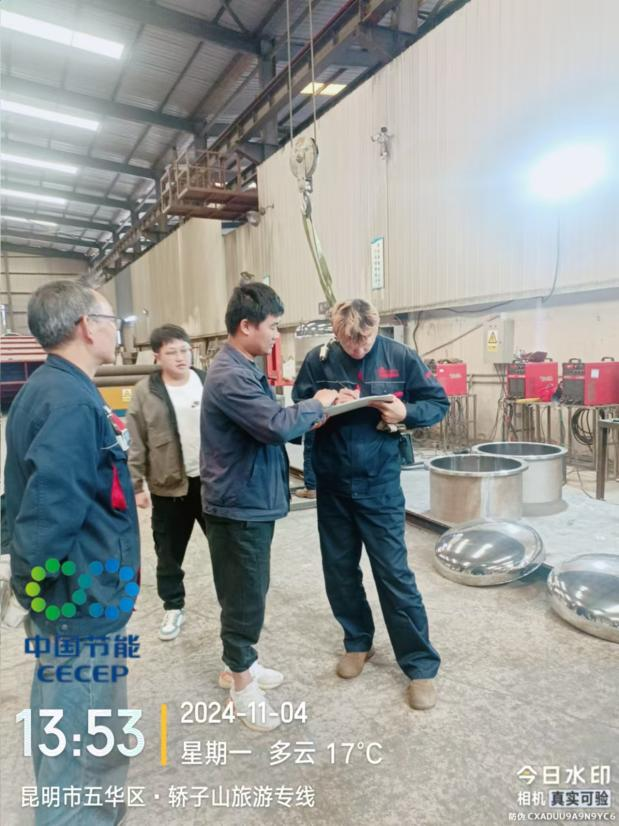 中国节能
CECEP
13:53
2024-11-04
星期一 多云 17°C
昆明市五华区·轿子山旅游专线
今日水印
相机 真实可验
防伪 CXADUU9A9N9YC6